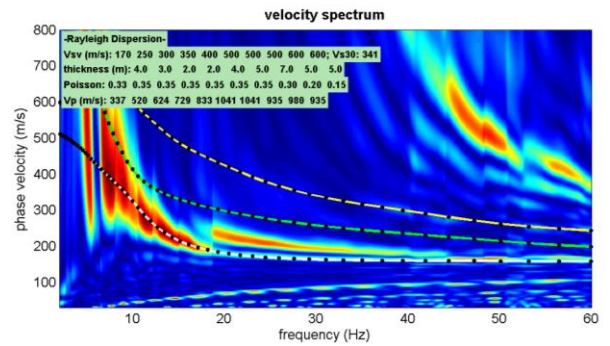 velocity spectrum
-Rayleigh Dispersion-
Vsv (m/s): 170 250 300 350 400 500 500 500 600 600; Vs30: 341
thickness (m): 4.0 3.0 2.0 2.0 4.0 5.0 7.0 5.0 5.0
Poisson: 0.33 0.35 0.35 0.35 0.35 0.35 0.35 0.30 0.20 0.15
Vp (m/s): 337 520 624 729 833 1041 1041 935 980 935
800
700
600
500
400
300
200
100
phase velocity (m/s)
10 20 30 40 50 60
frequency (Hz)